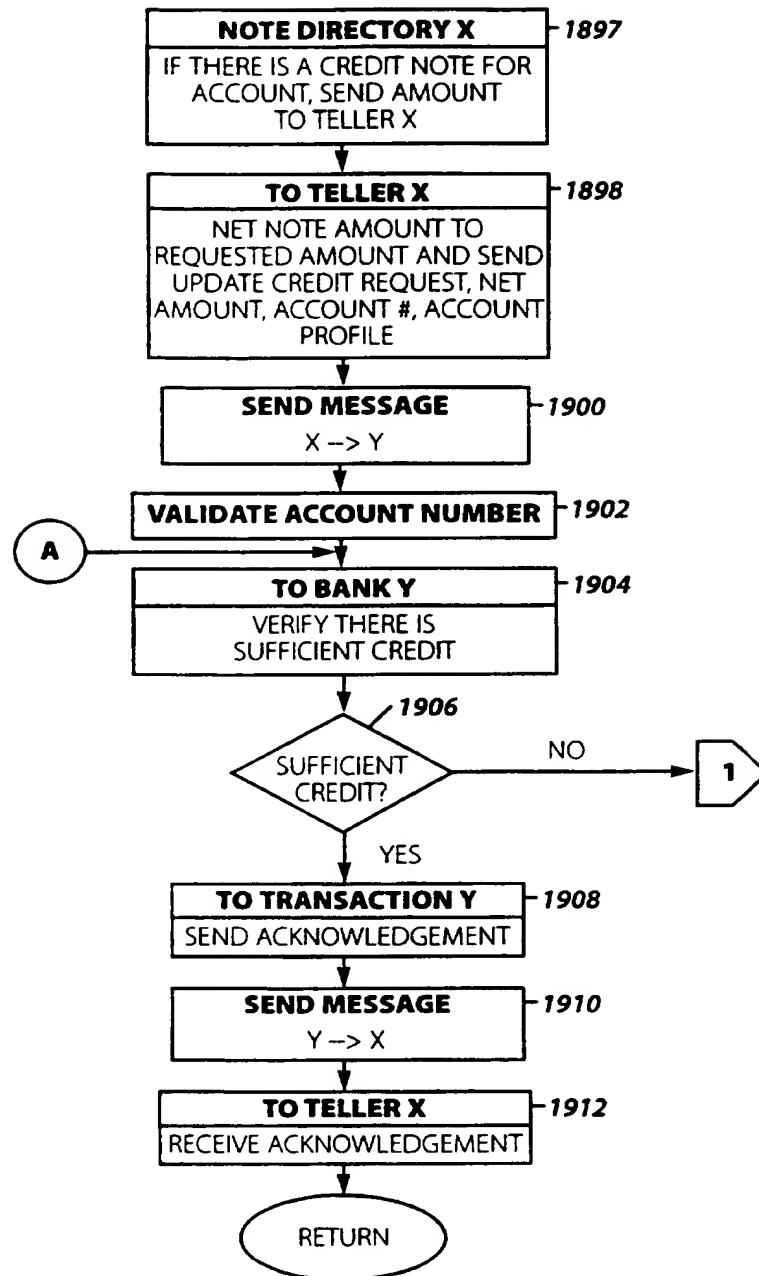 NOTE DIRECTORY X
1897
IF THERE IS A CREDIT NOTE FOR
ACCOUNT, SEND AMOUNT
TO TELLER X
TO TELLER X
1898
NET NOTE AMOUNT TO
REQUESTED AMOUNT AND SEND
UPDATE CREDIT REQUEST, NET
AMOUNT, ACCOUNT #, ACCOUNT
PROFILE
SEND MESSAGE
1900
X --> Y
VALIDATE ACCOUNT NUMBER
1902
A
TO BANK Y
1904
VERIFY THERE IS
SUFFICIENT CREDIT
1906
SUFFICIENT
CREDIT?
NO
1
YES
TO TRANSACTION Y
1908
SEND ACKNOWLEDGEMENT
SEND MESSAGE
1910
Y --> X
TO TELLER X
1912
RECEIVE ACKNOWLEDGEMENT
RETURN